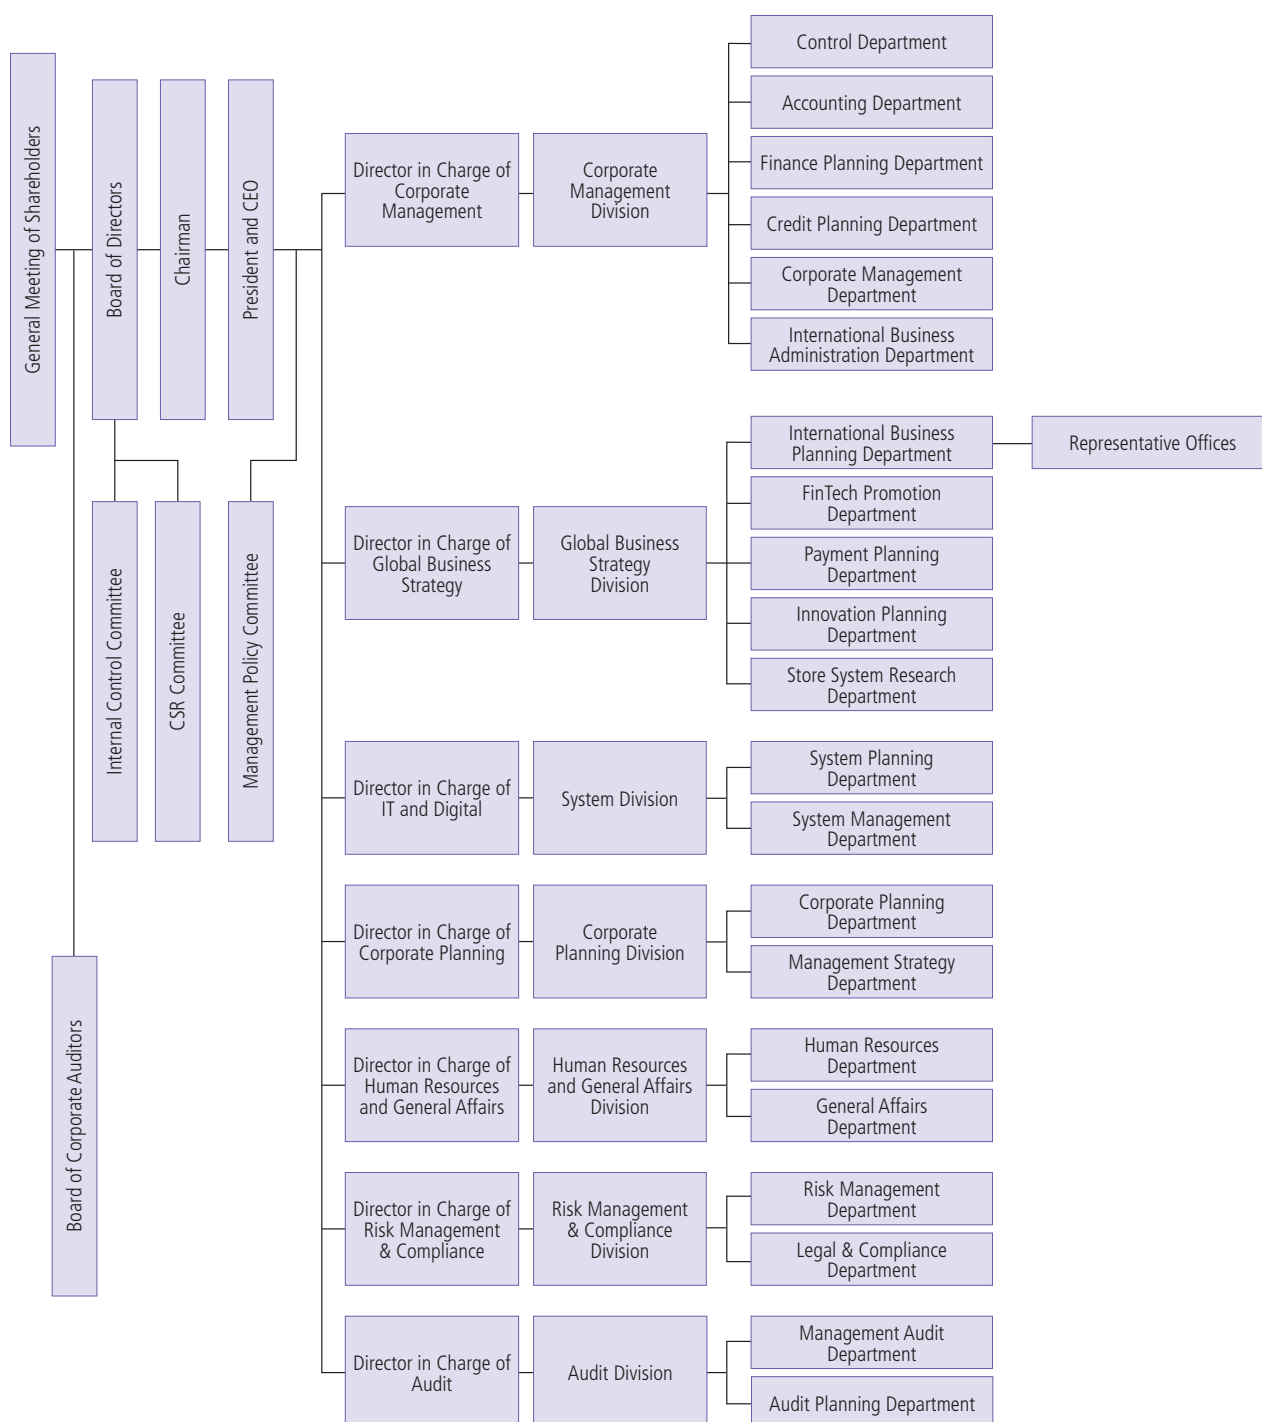 General Meeting of Shareholders
Board of Directors
Chairman
President and CEO
Internal Control Committee
CSR Committee
Management Policy Committee
Board of Corporate Auditors
Director in Charge of
Corporate
Management
Corporate
Management
Division
Control Department
Accounting Department
Finance Planning Department
Credit Planning Department
Corporate Management
Department
International Business
Administration Department
Director in Charge of
Global Business
Strategy
Global Business
Strategy
Division
International Business
Planning Department
Representative Offices
FinTech Promotion
Department
Payment Planning
Department
Innovation Planning
Department
Store System Research
Department
Director in Charge of
IT and Digital
System Division
System Planning
Department
System Management
Department
Director in Charge of
Corporate Planning
Corporate
Planning Division
Corporate Planning
Department
Management Strategy
Department
Director in Charge of
Human Resources
and General Affairs
Human Resources
and General Affairs
Division
Human Resources
Department
General Affairs
Department
Director in Charge of
Risk Management
& Compliance
Risk Management
& Compliance
Division
Risk Management
Department
Legal & Compliance
Department
Director in Charge of
Audit
Audit Division
Management Audit
Department
Audit Planning Department